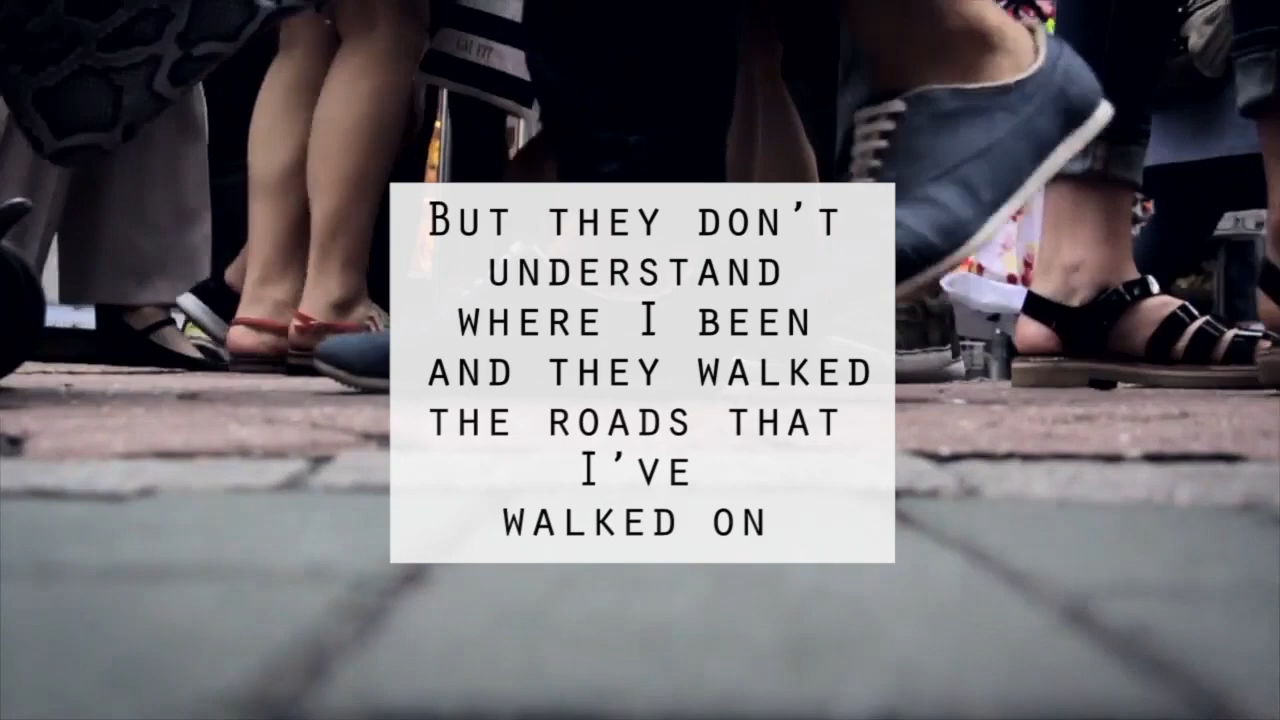 But they don't
understand
where I been
and they walked
the roads that
I've
walked on